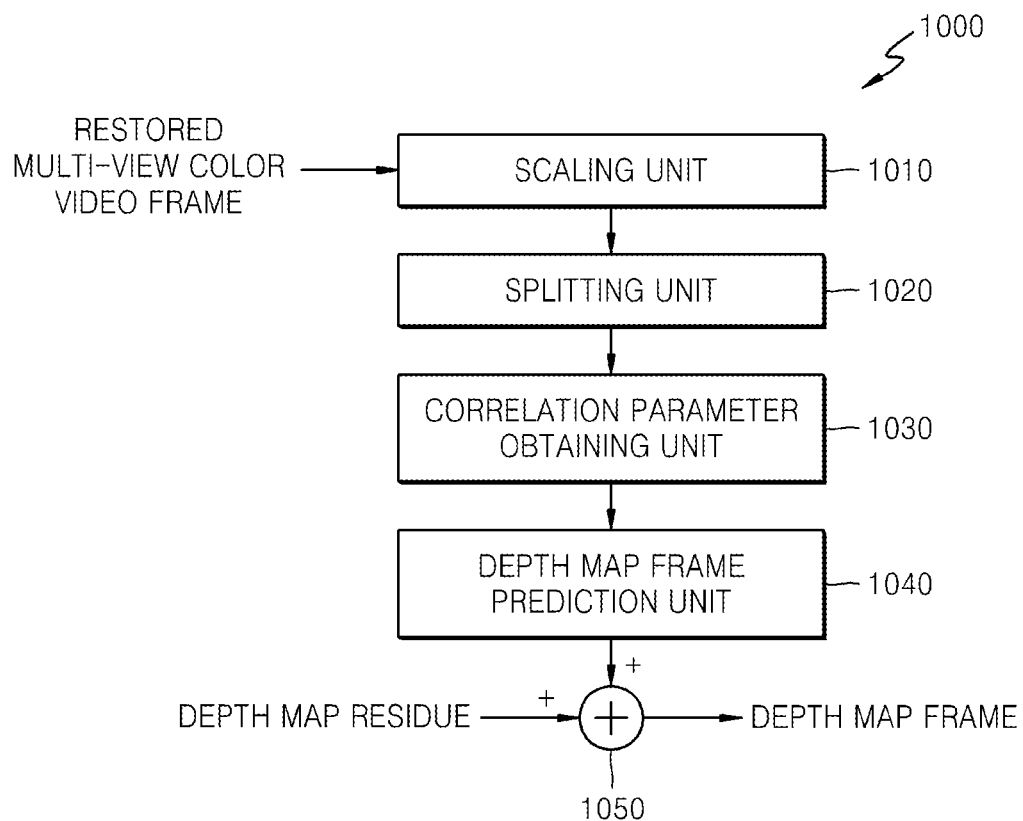 1000
RESTORED
MULTI-VIEW COLOR
VIDEO FRAME
SCALING UNIT
1010
SPLITTING UNIT
1020
CORRELATION PARAMETER
OBTAINING UNIT
1030
DEPTH MAP FRAME
PREDICTION UNIT
1040
+
DEPTH MAP RESIDUE
+
+
DEPTH MAP FRAME
1050